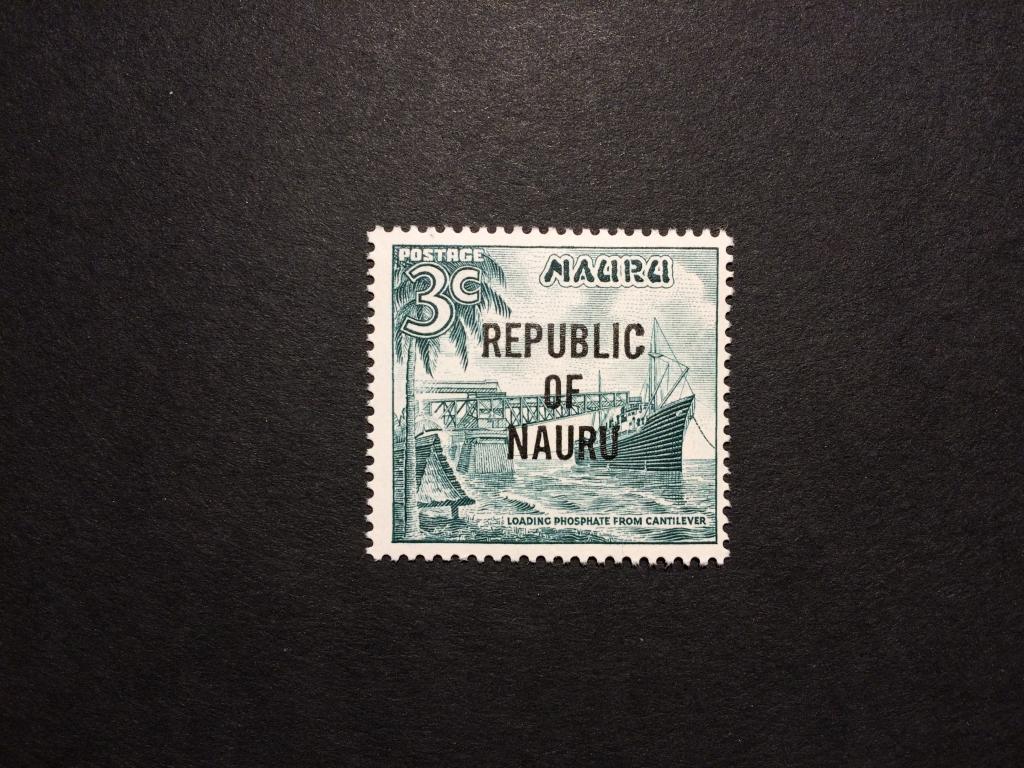 POSTAGE
3c
NAURU
REPUBLIC
OF
NAURU
LOADING PHOSPHATE FROM CANTILEVER